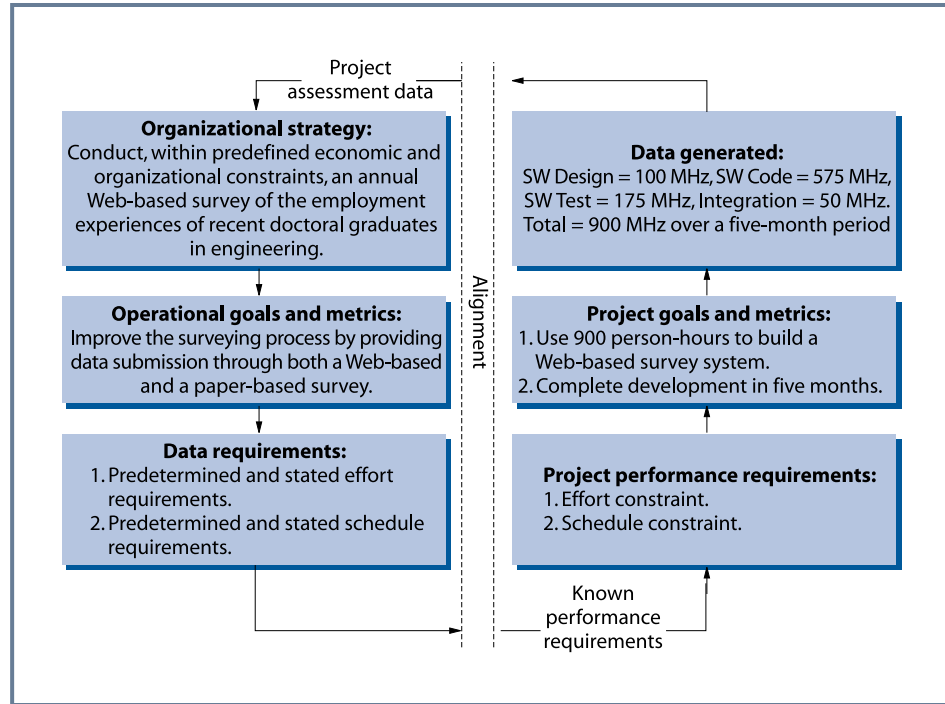 Project
assessment data
Organizational strategy:
Conduct, within predefined economic and
organizational constraints, an annual
Web-based survey of the employment
experiences of recent doctoral graduates
in engineering.
Operational goals and metrics:
Improve the surveying process by providing
data submission through both a Web-based
and a paper-based survey.
Data requirements:
1. Predetermined and stated effort
requirements.
2. Predetermined and stated schedule
requirements.
Alignment
Data generated:
SW Design = 100 MHz, SW Code = 575 MHz,
SW Test = 175 MHz, Integration = 50 MHz.
Total = 900 MHz over a five-month period
Project goals and metrics:
1. Use 900 person-hours to build a
Web-based survey system.
2. Complete development in five months.
Project performance requirements:
1. Effort constraint.
2. Schedule constraint.
Known
performance
requirements